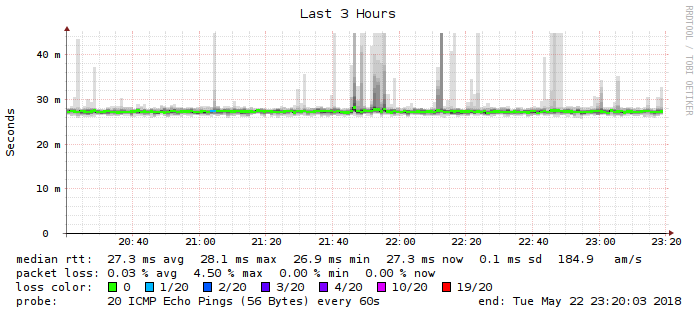 Last 3 Hours
RRDTOOL / TOBI OETIKER
Seconds
40 m
30 m
20 m
10 m
0
20:40 21:00 21:20 21:40 22:00 22:20 22:40 23:00 23:20
median rtt: 27.3 ms avg 28.1 ms max 26.9 ms min 27.3 ms now 0.1 ms sd 184.9 am/s
packet loss: 0.03 % avg 4.50 % max 0.00 % min 0.00 % now
loss color: 0 1/20 2/20 3/20 4/20 10/20 19/20
probe: 20 ICMP Echo Pings (56 Bytes) every 60s end: Tue May 22 23:20:03 2018